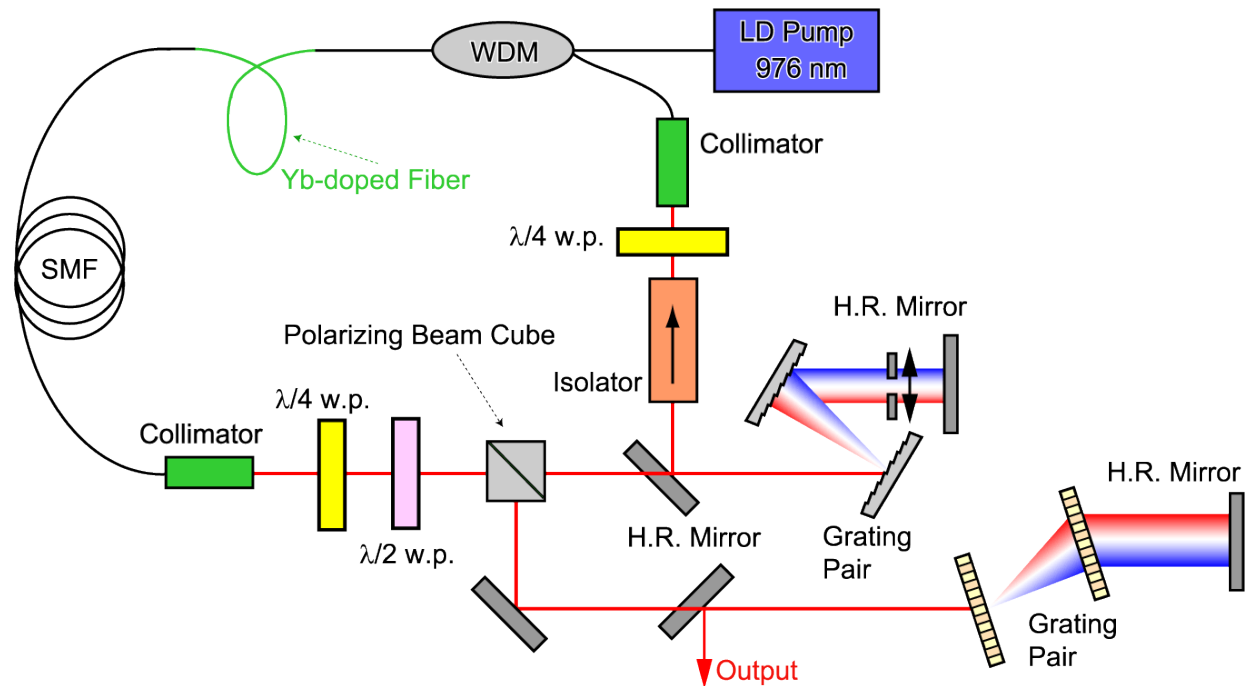 WDM
LD Pump
976 nm
Collimator
Yb-doped Fiber
λ/4 w.p.
SMF
H.R. Mirror
Polarizing Beam Cube
Isolator
λ/4 w.p.
Collimator
H.R. Mirror
λ/2 w.p.
H.R. Mirror
Grating
Pair
Grating
Pair
Output